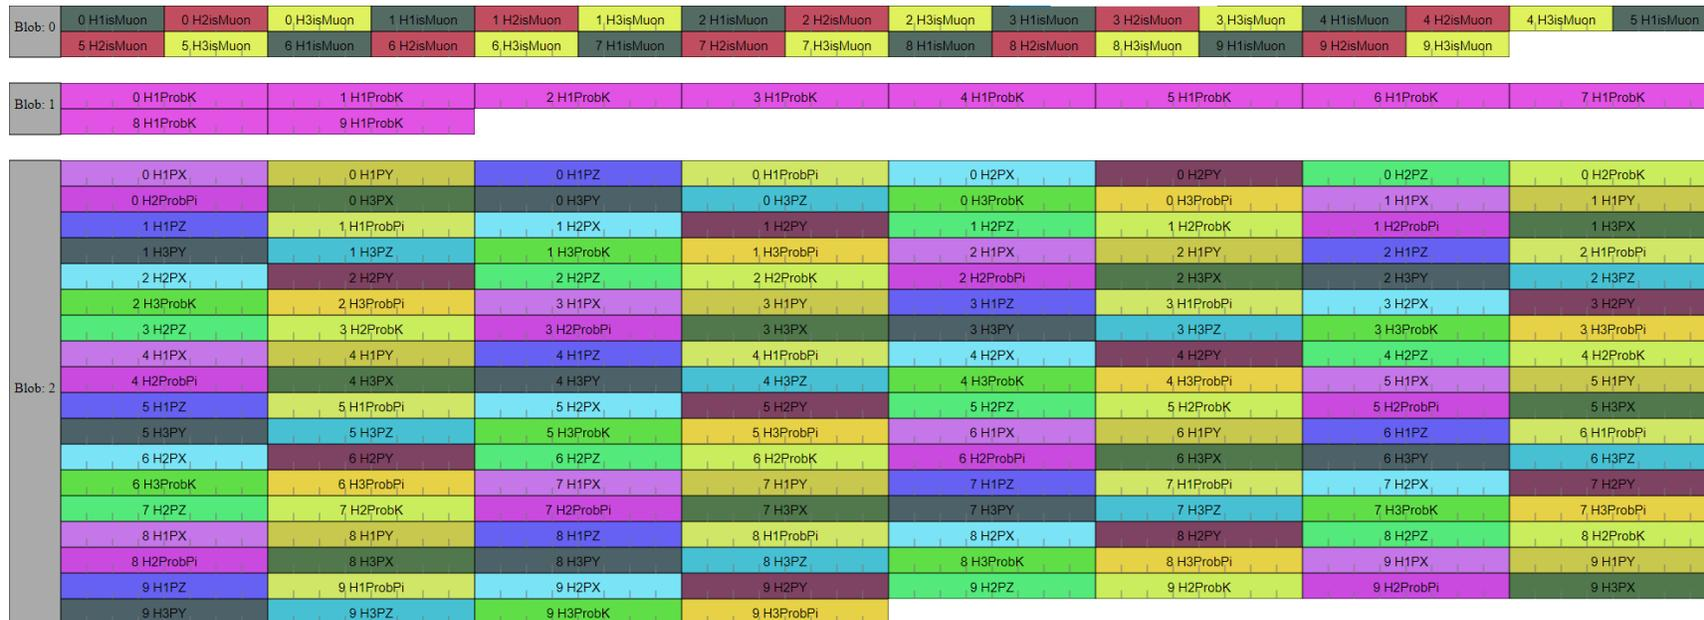 Blob: 0 0 H1isMuon 0 H2isMuon 0 H3isMuon 1 H1isMuon 1 H2isMuon 1 H3isMuon 2 H1isMuon 2 H2isMuon 2 H3isMuon 3 H1isMuon 3 H2isMuon 3 H3isMuon 4 H1isMuon 4 H2isMuon 4 H3isMuon 5 H1isMuon
5 H2isMuon 5 H3isMuon 6 H1isMuon 6 H2isMuon 6 H3isMuon 7 H1isMuon 7 H2isMuon 7 H3isMuon 8 H1isMuon 8 H2isMuon 8 H3isMuon 9 H1isMuon 9 H2isMuon 9 H3isMuon
Blob: 1 0 H1ProbK 1 H1ProbK 2 H1ProbK 3 H1ProbK 4 H1ProbK 5 H1ProbK 6 H1ProbK 7 H1ProbK
8 H1ProbK 9 H1ProbK
0 H1PX 0 H1PY 0 H1PZ 0 H1ProbPi 0 H2PX 0 H2PY 0 H2PZ 0 H2ProbK
0 H2ProbPi 0 H3PX 0 H3PY 0 H3PZ 0 H3ProbK 0 H3ProbPi 1 H1PX 1 H1PY
1 H1PZ 1 H1ProbPi 1 H2PX 1 H2PY 1 H2PZ 1 H2ProbK 1 H2ProbPi 1 H3PX
1 H3PY 1 H3PZ 1 H3ProbK 1 H3ProbPi 2 H1PX 2 H1PY 2 H1PZ 2 H1ProbPi
2 H2PX 2 H2PY 2 H2PZ 2 H2ProbK 2 H2ProbPi 2 H3PX 2 H3PY 2 H3PZ
2 H3ProbK 2 H3ProbPi 3 H1PX 3 H1PY 3 H1PZ 3 H1ProbPi 3 H2PX 3 H2PY
3 H2PZ 3 H2ProbK 3 H2ProbPi 3 H3PX 3 H3PY 3 H3PZ 3 H3ProbK 3 H3ProbPi
4 H1PX 4 H1PY 4 H1PZ 4 H1ProbPi 4 H2PX 4 H2PY 4 H2PZ 4 H2ProbK
Blob: 2 4 H2ProbPi 4 H3PX 4 H3PY 4 H3PZ 4 H3ProbK 4 H3ProbPi 5 H1PX 5 H1PY
5 H1PZ 5 H1ProbPi 5 H2PX 5 H2PY 5 H2PZ 5 H2ProbK 5 H2ProbPi 5 H3PX
5 H3PY 5 H3PZ 5 H3ProbK 5 H3ProbPi 6 H1PX 6 H1PY 6 H1PZ 6 H1ProbPi
6 H2PX 6 H2PY 6 H2PZ 6 H2ProbK 6 H2ProbPi 6 H3PX 6 H3PY 6 H3PZ
6 H3ProbK 6 H3ProbPi 7 H1PX 7 H1PY 7 H1PZ 7 H1ProbPi 7 H2PX 7 H2PY
7 H2PZ 7 H2ProbK 7 H2ProbPi 7 H3PX 7 H3PY 7 H3PZ 7 H3ProbK 7 H3ProbPi
8 H1PX 8 H1PY 8 H1PZ 8 H1ProbPi 8 H2PX 8 H2PY 8 H2PZ 8 H2ProbK
8 H2ProbPi 8 H3PX 8 H3PY 8 H3PZ 8 H3ProbK 8 H3ProbPi 9 H1PX 9 H1PY
9 H1PZ 9 H1ProbPi 9 H2PX 9 H2PY 9 H2PZ 9 H2ProbK 9 H2ProbPi 9 H3PX
9 H3PY 9 H3PZ 9 H3ProbK 9 H3ProbPi